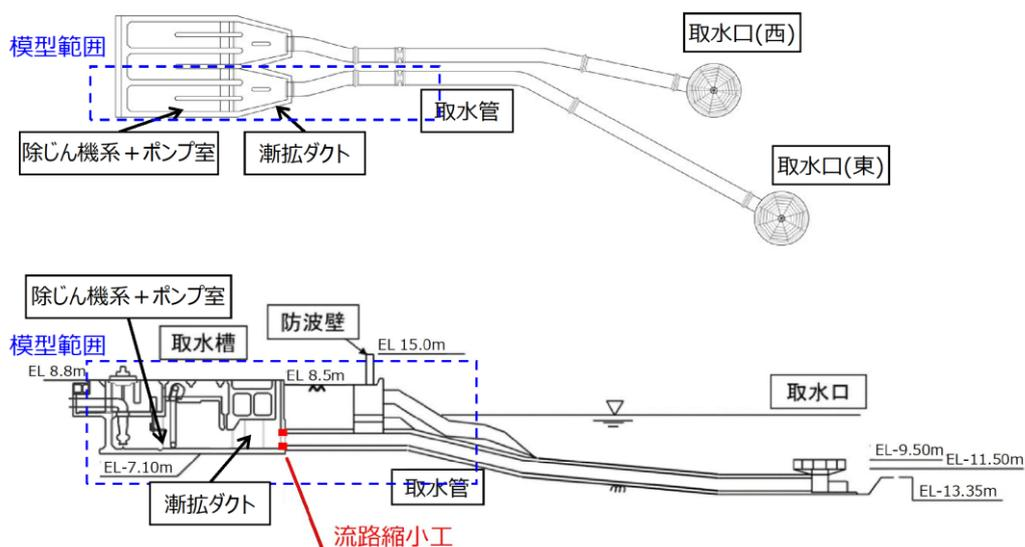 模型範囲
取水口(西)
取水管
除じん機系+ポンプ室
漸拡ダクト
取水口(東)
除じん機系+ポンプ室
模型範囲
取水槽
防波壁
EL 15.0m
EL 8.8m
EL 8.5m
取水口
EL-7.10m
EL-9.50m
EL-11.50m
取水管
EL-13.35m
漸拡ダクト
流路縮小工